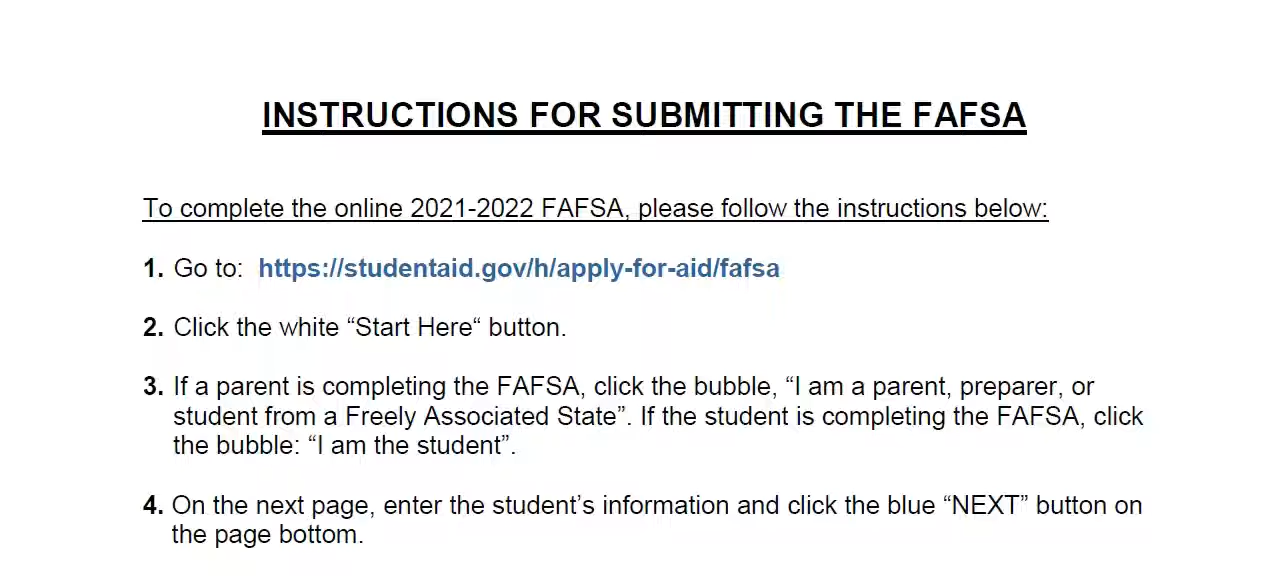 INSTRUCTIONS FOR SUBMITTING THE FAFSA
To complete the online 2021-2022 FAFSA, please follow the instructions below:
1. Go to: https://studentaid.gov/h/apply-for-aid/fafsa
2. Click the white “Start Here“ button.
3. If a parent is completing the FAFSA, click the bubble, “I am a parent, preparer, or
student from a Freely Associated State”. If the student is completing the FAFSA, click
the bubble: “I am the student”.
4. On the next page, enter the student’s information and click the blue “NEXT” button on
the page bottom.